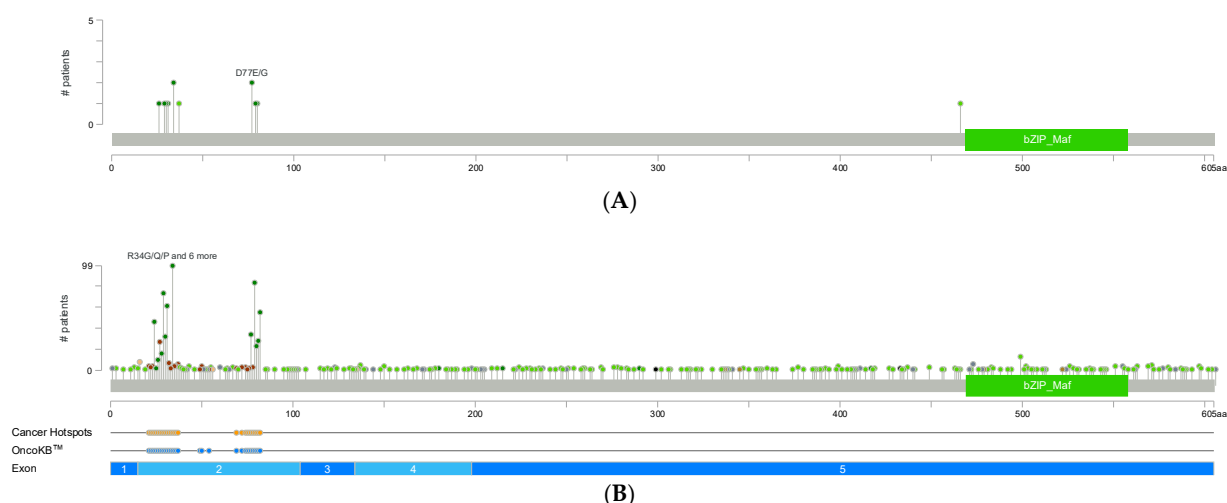 5
# patients
0
D77E/G
bZIP_Maf
0
100
200
300
400
500
605aa
(A)
R34G/Q/P and 6 more
99
# patients
0
bZIP_Maf
0
100
200
300
400
500
605aa
Cancer Hotspots
OncoKB™
Exon
1
2
3
4
5
(B)